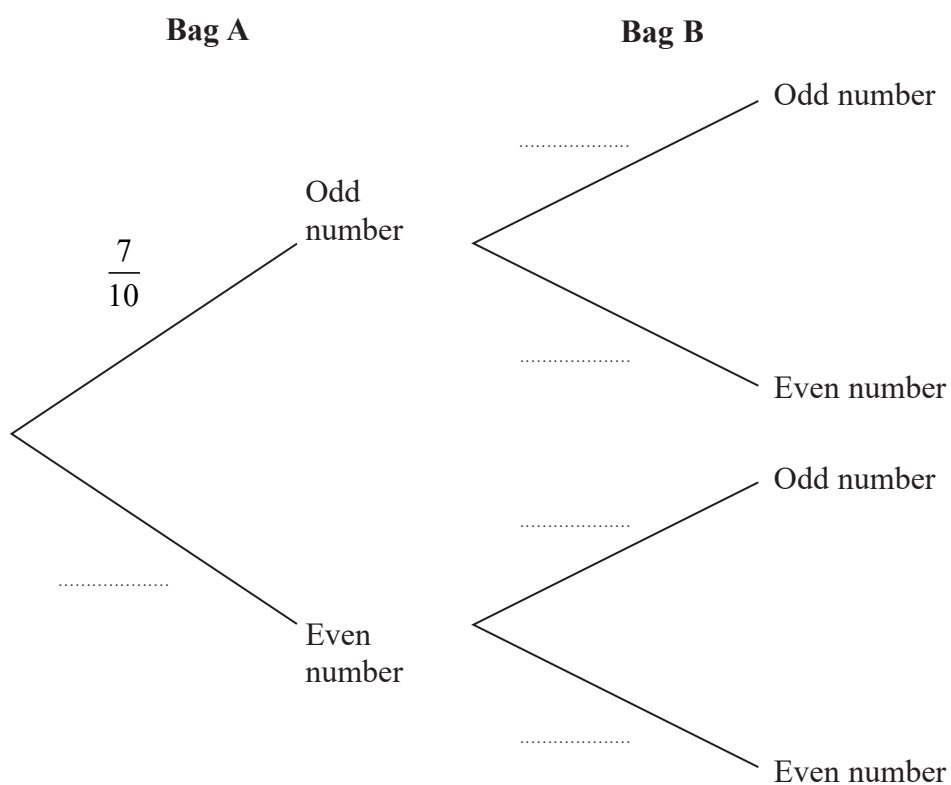 Bag A
Bag B
Odd number
Odd
number
7
10
Even number
Odd number
Even
number
Even number